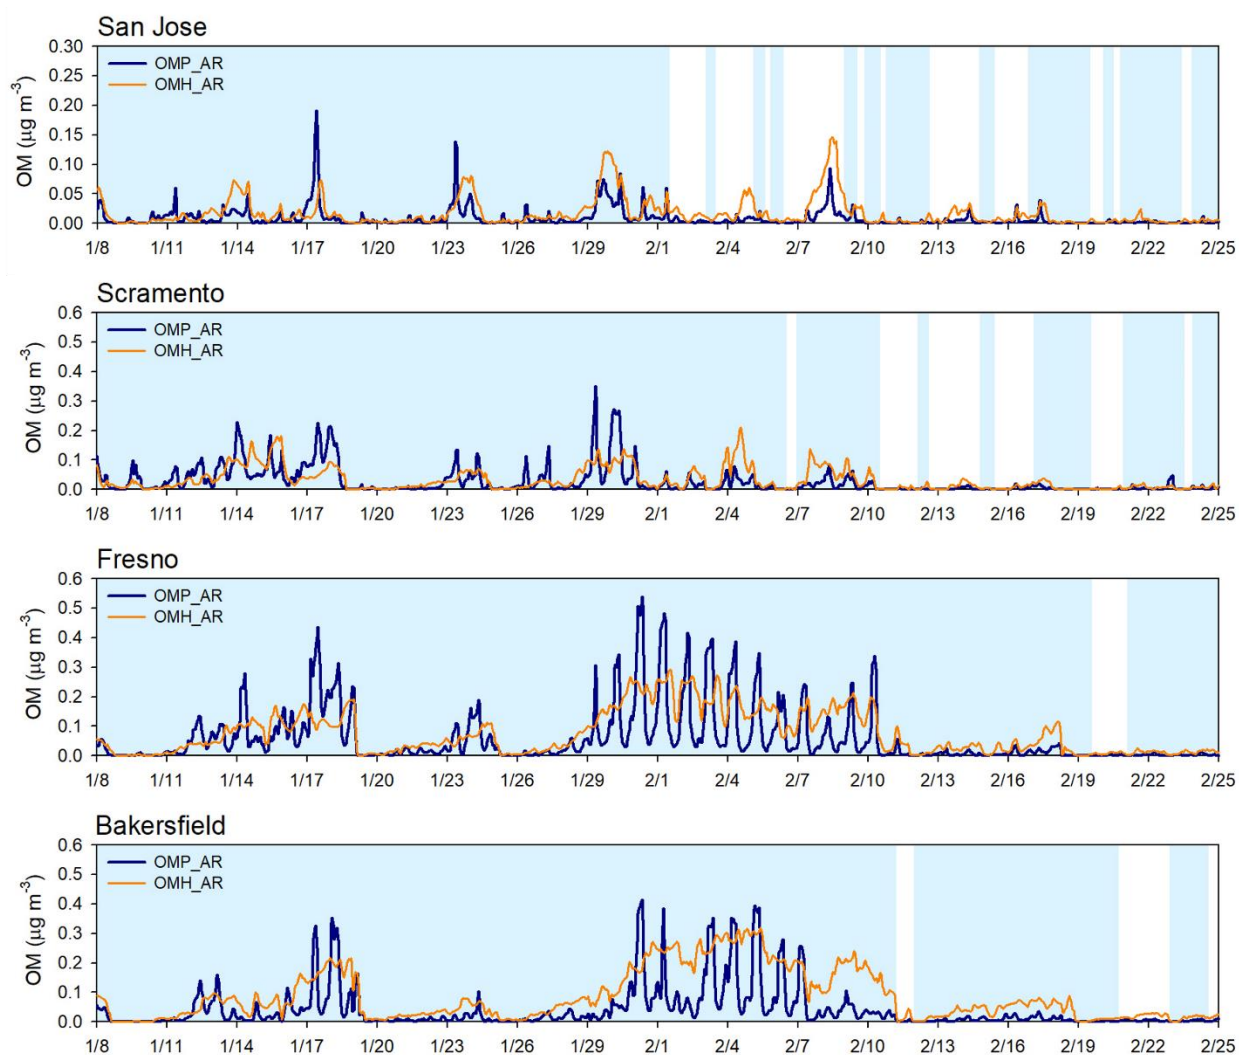 San Jose
OM (µg m-3)
0.30
0.25
0.20
0.15
0.10
0.05
0.00
OMP_AR
OMH_AR
1/8 1/11 1/14 1/17 1/20 1/23 1/26 1/29 2/1 2/4 2/7 2/10 2/13 2/16 2/19 2/22 2/25
Scramento
OM (µg m-3)
0.6
0.5
0.4
0.3
0.2
0.1
0.0
OMP_AR
OMH_AR
1/8 1/11 1/14 1/17 1/20 1/23 1/26 1/29 2/1 2/4 2/7 2/10 2/13 2/16 2/19 2/22 2/25
Fresno
OM (µg m-3)
0.6
0.5
0.4
0.3
0.2
0.1
0.0
OMP_AR
OMH_AR
1/8 1/11 1/14 1/17 1/20 1/23 1/26 1/29 2/1 2/4 2/7 2/10 2/13 2/16 2/19 2/22 2/25
Bakersfield
OM (µg m-3)
0.6
0.5
0.4
0.3
0.2
0.1
0.0
OMP_AR
OMH_AR
1/8 1/11 1/14 1/17 1/20 1/23 1/26 1/29 2/1 2/4 2/7 2/10 2/13 2/16 2/19 2/22 2/25